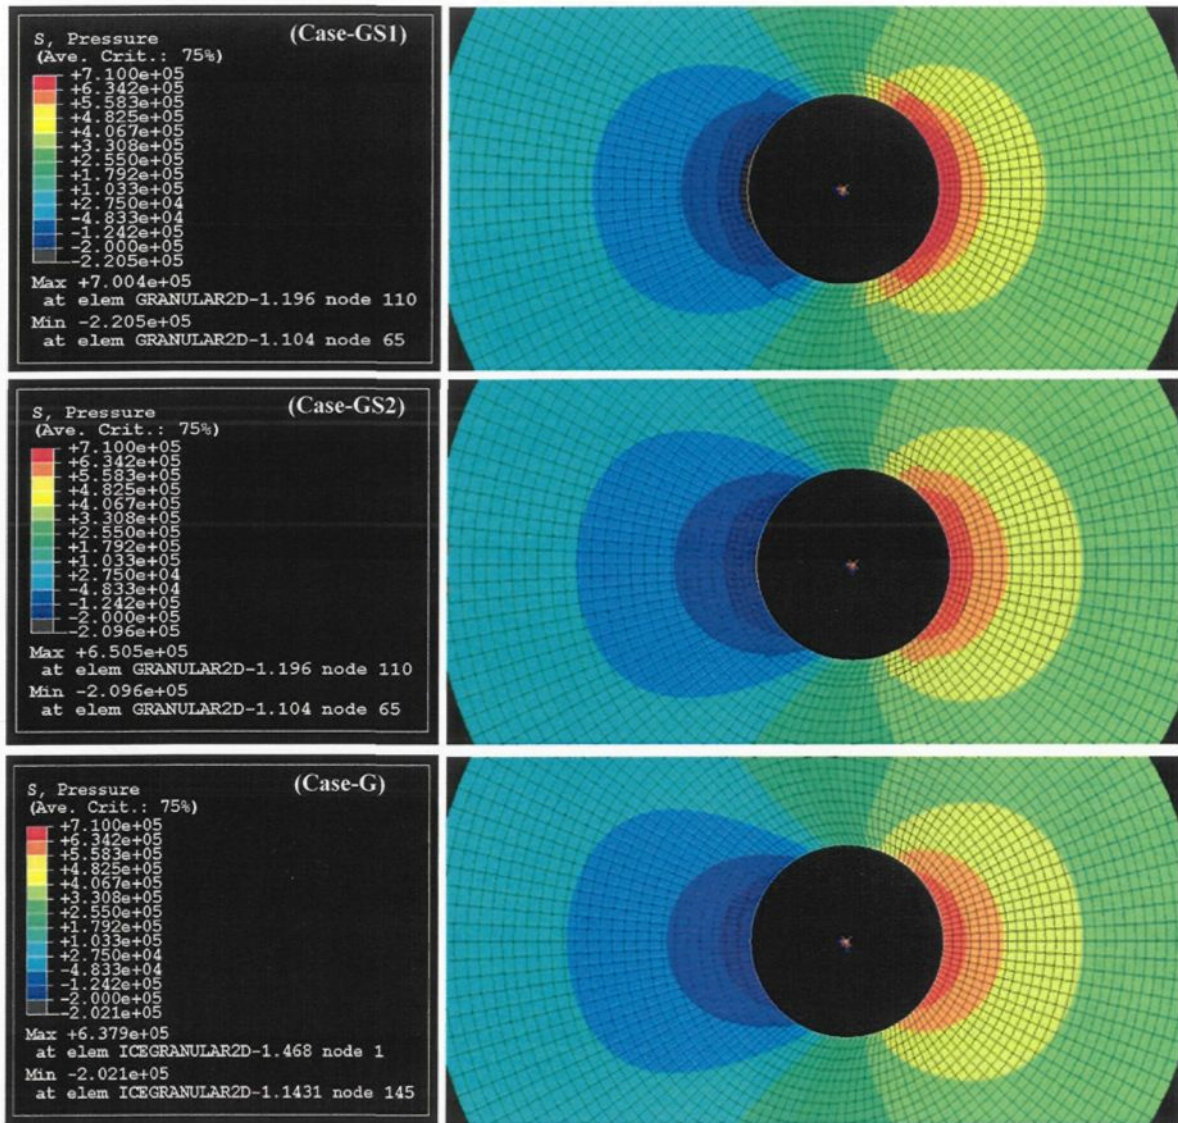 (Case-GS1)
S, Pressure
(Ave. Crit.: 75%)
+7.100e+05
+6.342e+05
+5.583e+05
+4.825e+05
+4.067e+05
+3.308e+05
+2.550e+05
+1.792e+05
+1.033e+05
+2.750e+04
-4.833e+04
-1.242e+05
-2.000e+05
-2.205e+05
Max +7.004e+05
at elem GRANULAR2D-1.196 node 110
Min -2.205e+05
at elem GRANULAR2D-1.104 node 65
(Case-GS2)
S, Pressure
(Ave. Crit.: 75%)
+7.100e+05
+6.342e+05
+5.583e+05
+4.825e+05
+4.067e+05
+3.308e+05
+2.550e+05
+1.792e+05
+1.033e+05
+2.750e+04
-4.833e+04
-1.242e+05
-2.000e+05
-2.096e+05
Max +6.505e+05
at elem GRANULAR2D-1.196 node 110
Min -2.096e+05
at elem GRANULAR2D-1.104 node 65
(Case-G)
S, Pressure
(Ave. Crit.: 75%)
+7.100e+05
+6.342e+05
+5.583e+05
+4.825e+05
+4.067e+05
+3.308e+05
+2.550e+05
+1.792e+05
+1.033e+05
+2.750e+04
-4.833e+04
-1.242e+05
-2.000e+05
-2.021e+05
Max +6.379e+05
at elem ICEGRANULAR2D-1.468 node 1
Min -2.021e+05
at elem ICEGRANULAR2D-1.1431 node 145